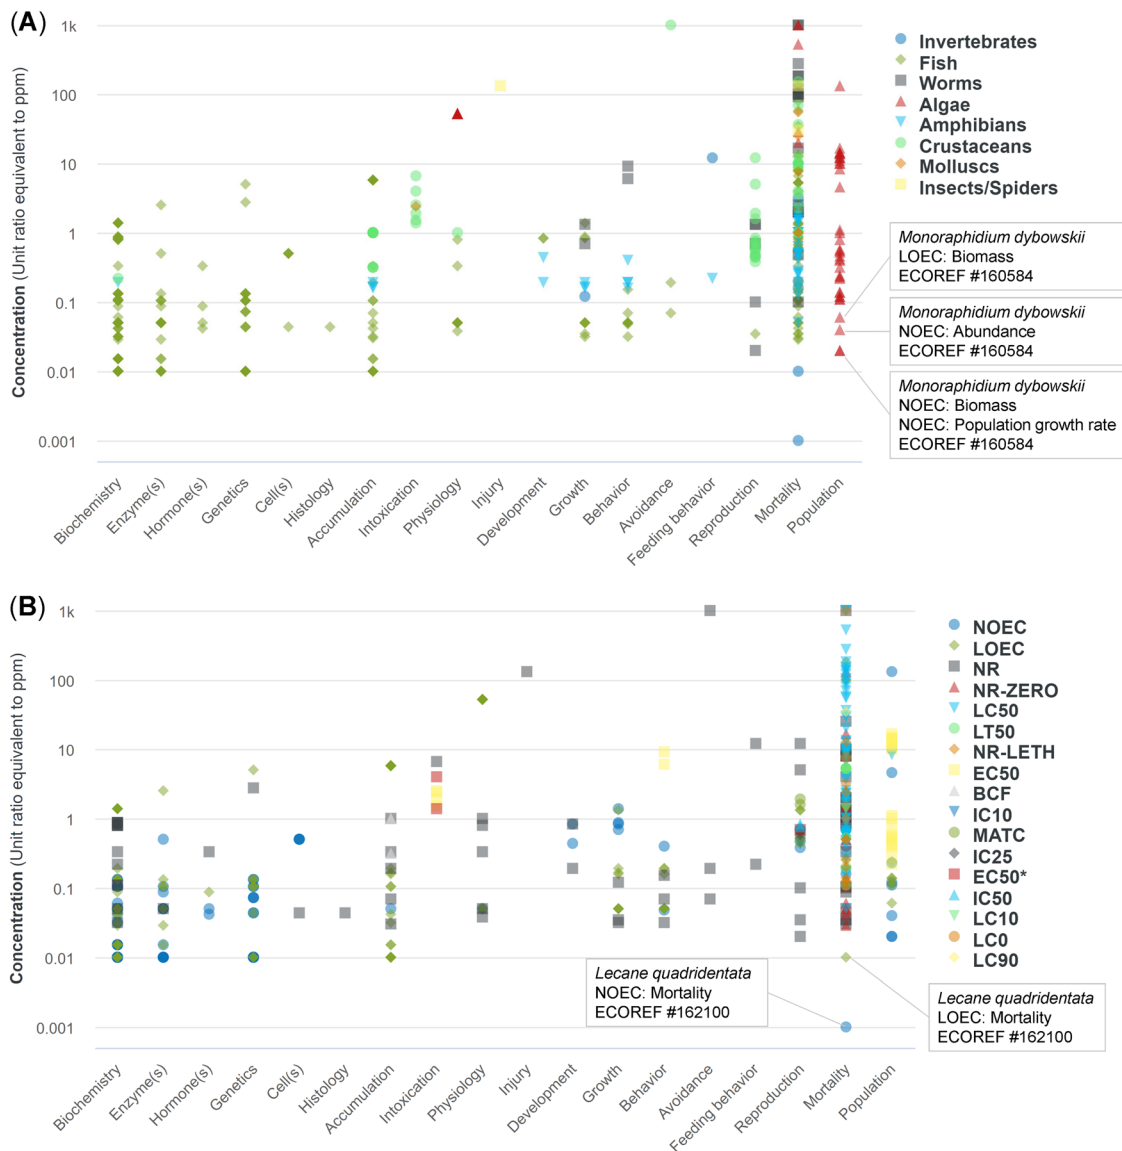 (A)
Concentration (Unit ratio equivalent to ppm)
1k
100
10
1
0.1
0.01
0.001
Biochemistry
Enzyme(s)
Hormone(s)
Genetics
Cell(s)
Histology
Accumulation
Intoxication
Physiology
Injury
Development
Growth
Behavior
Avoidance
Feeding behavior
Reproduction
Mortality
Population
Invertebrates
Fish
Worms
Algae
Amphibians
Crustaceans
Molluscs
Insects/Spiders
Monoraphidium dybowskii
LOEC: Biomass
ECOREF #160584
Monoraphidium dybowskii
NOEC: Abundance
ECOREF #160584
Monoraphidium dybowskii
NOEC: Biomass
NOEC: Population growth rate
ECOREF #160584
(B)
Concentration (Unit ratio equivalent to ppm)
1k
100
10
1
0.1
0.01
0.001
Biochemistry
Enzyme(s)
Hormone(s)
Genetics
Cell(s)
Histology
Accumulation
Intoxication
Physiology
Injury
Development
Growth
Behavior
Avoidance
Feeding behavior
Reproduction
Mortality
Population
NOEC
LOEC
NR
NR-ZERO
LC50
LT50
NR-LETH
EC50
BCF
IC10
MATC
IC25
EC50*
IC50
LC10
LC0
LC90
Lecane quadridentata
NOEC: Mortality
ECOREF #162100
Lecane quadridentata
LOEC: Mortality
ECOREF #162100